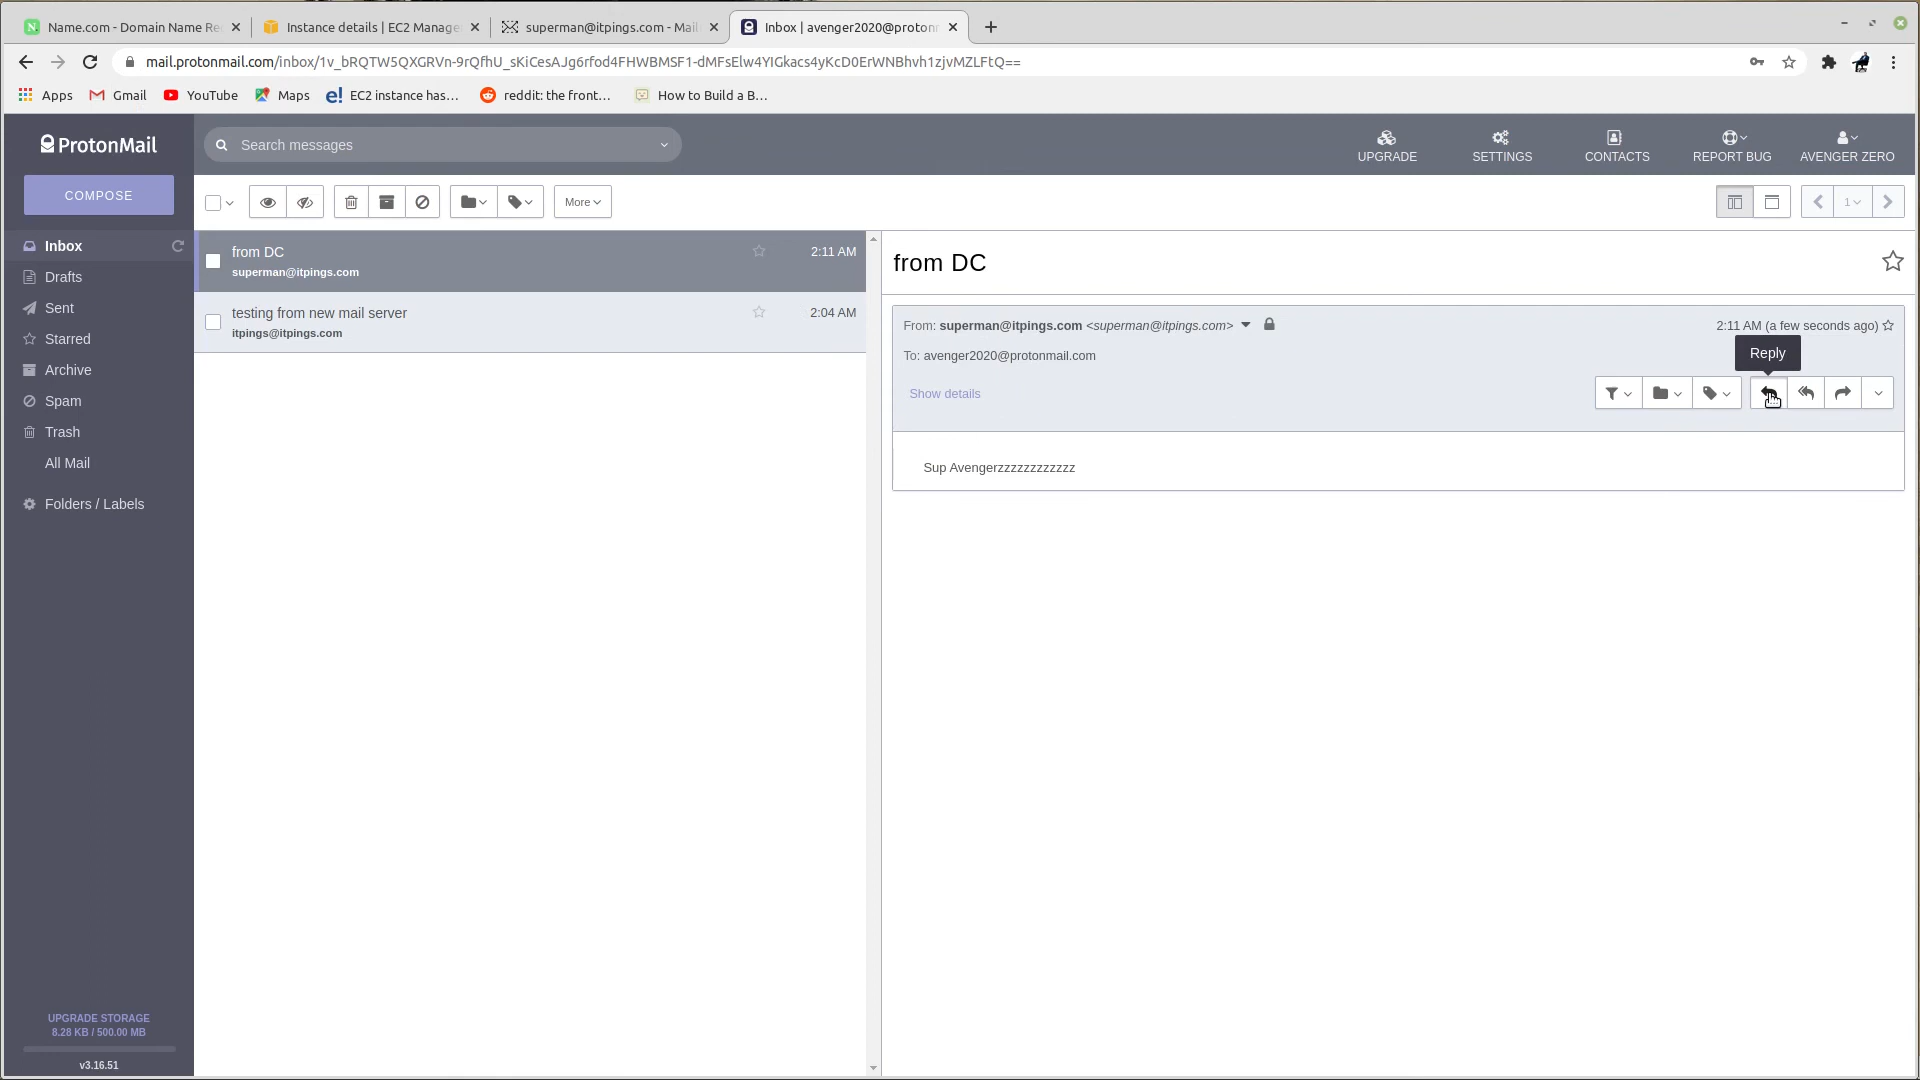 Name.com - Domain Name Re
Instance details | EC2 Manage
superman@itpings.com - Mail
Inbox | avenger2020@proton
mail.protonmail.com/inbox/1v_bRQTW5QXGRVn-9rQfhU_sKiCesAJg6rfod4FHWBMSF1-dMFsElw4YIGkacs4yKcD0ErWNBhvh1zjvMZLFtQ==
Apps
Gmail
YouTube
Maps
EC2 instance has...
reddit: the front...
How to Build a B...
ProtonMail
Search messages
UPGRADE
SETTINGS
CONTACTS
REPORT BUG
AVENGER ZERO
COMPOSE
More
1
Inbox
Drafts
Sent
Starred
Archive
Spam
Trash
All Mail
Folders / Labels
UPGRADE STORAGE
8.28 KB / 500.00 MB
v3.16.51
from DC
2:11 AM
superman@itpings.com
testing from new mail server
2:04 AM
itpings@itpings.com
from DC
From: superman@itpings.com <superman@itpings.com>
2:11 AM (a few seconds ago)
To: avenger2020@protonmail.com
Reply
Show details
Sup Avengerzzzzzzzzzzzz